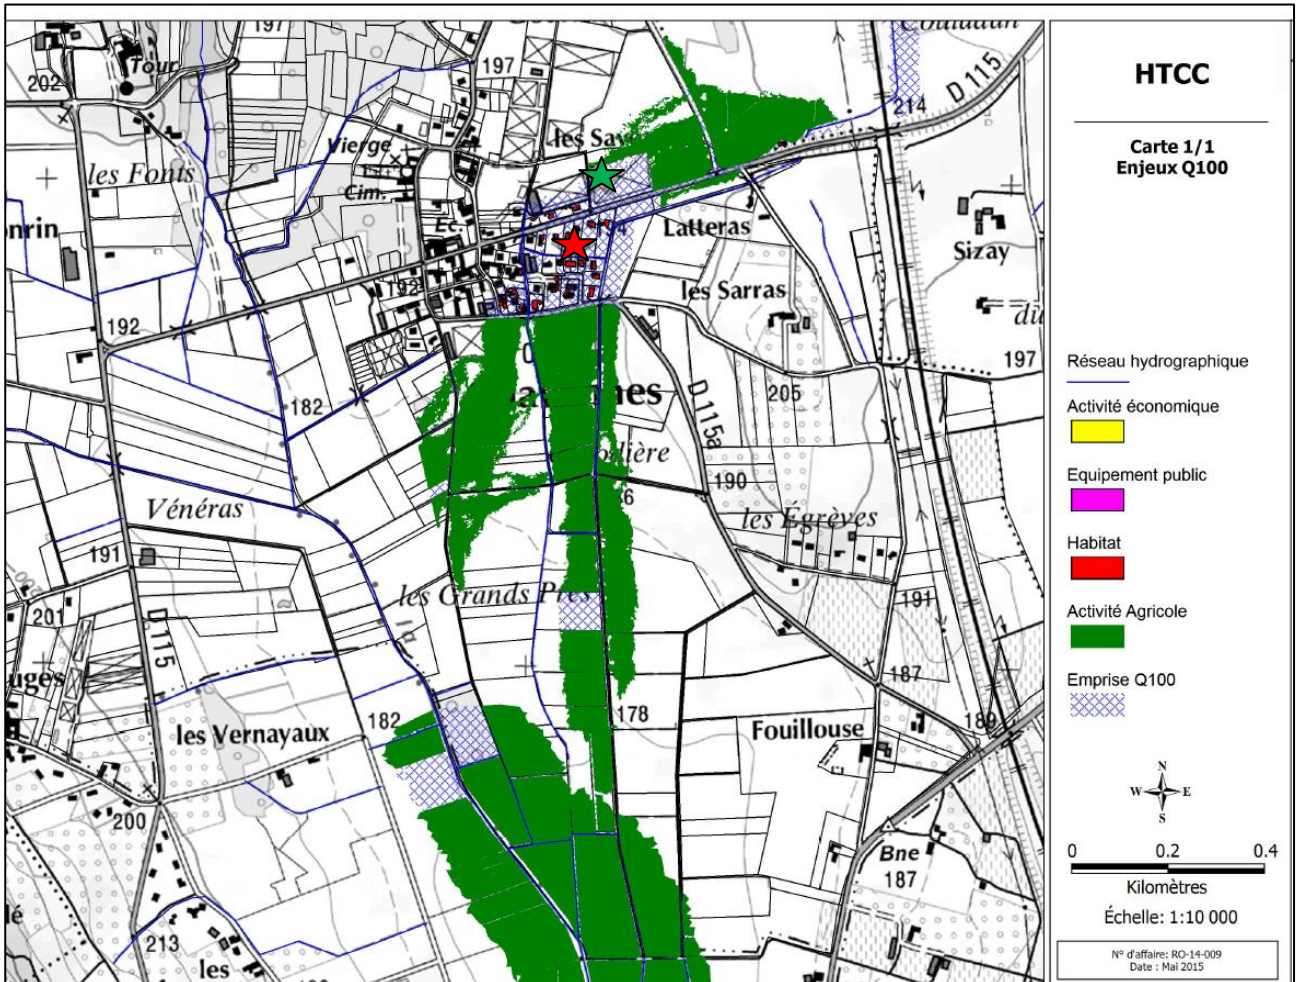 197
Tour
202
les Fonts
Vierge
Cim.
Ec.
192
197
les Say
214
D 115
HTCC
Carte 1/1
Enjeux Q100
Latteras
Sizay
les Sarras
192
182
205
197
D 115a
190
Vénéras
les Égrèves
191
191
les Grands Prés
201
D 115
187
178
189
182
les Vernayaux
Fouillouse
200
Bne
187
213
les
Réseau hydrographique
Activité économique
Equipement public
Habitat
Activité Agricole
Emprise Q100
N
W
E
S
0
0.2
0.4
Kilomètres
Échelle: 1:10 000
N° d'affaire: RO-14-009
Date : Mai 2015